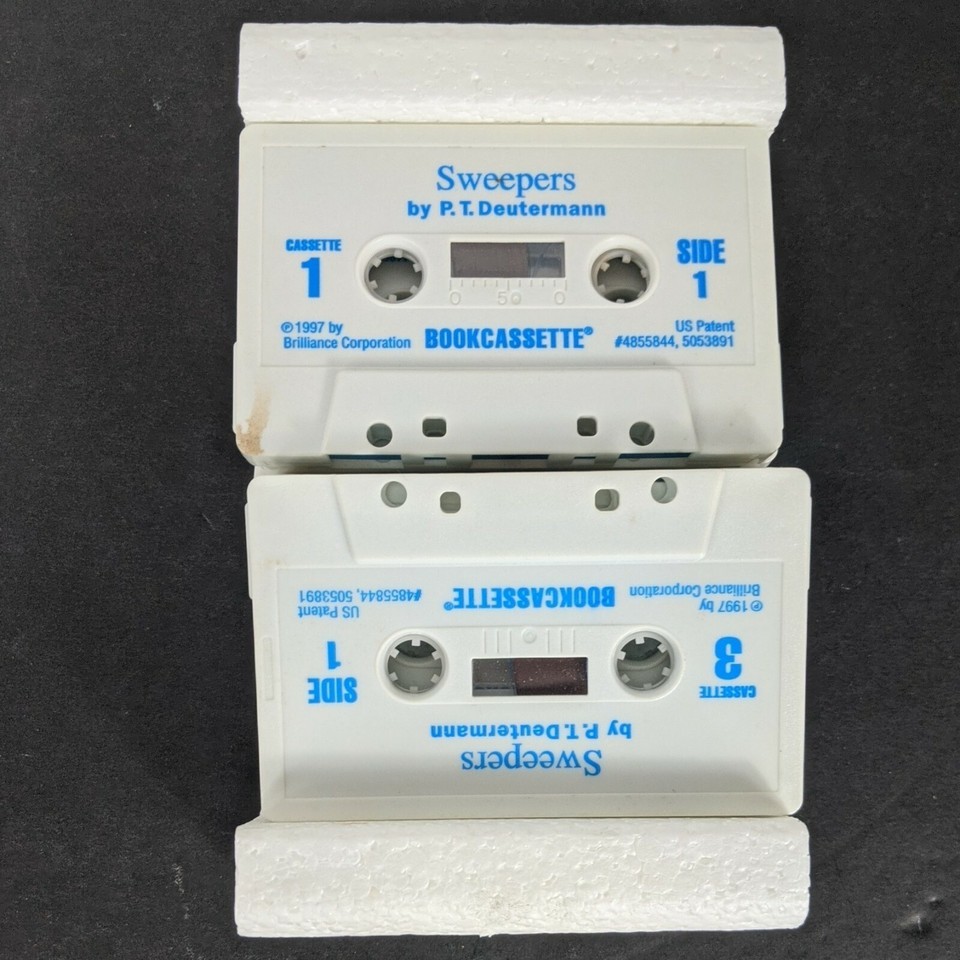 Sweepers
by P.T. Deutermann
CASSETTE
1
SIDE
1
0 50 0
℗1997 by
Brilliance Corporation
BOOKCASSETTE®
US Patent
#4855844, 5053891
Sweepers
by P.T. Deutermann
CASSETTE
3
SIDE
1
℗1997 by
Brilliance Corporation
BOOKCASSETTE®
US Patent
#4855844, 5053891